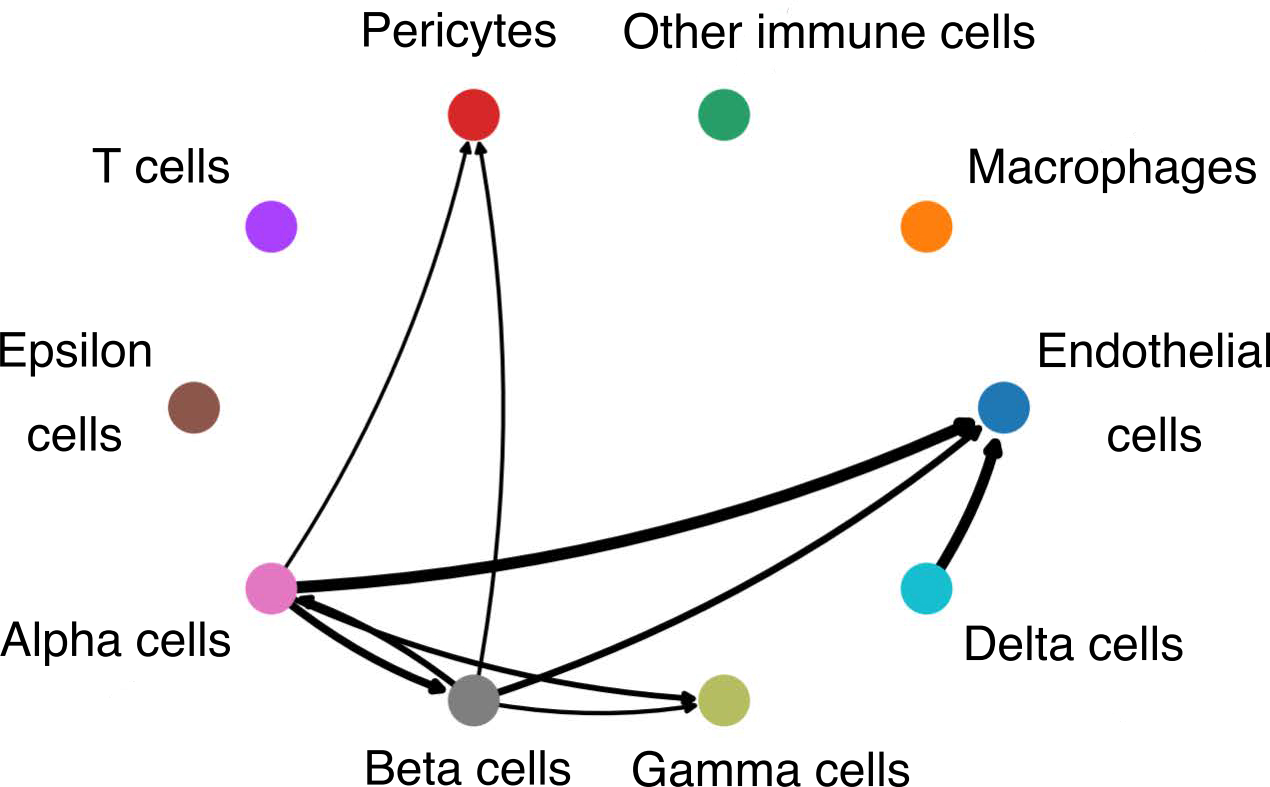 Pericytes
Other immune cells
T cells
Macrophages
Epsilon
cells
Endothelial
cells
Alpha cells
Delta cells
Beta cells
Gamma cells